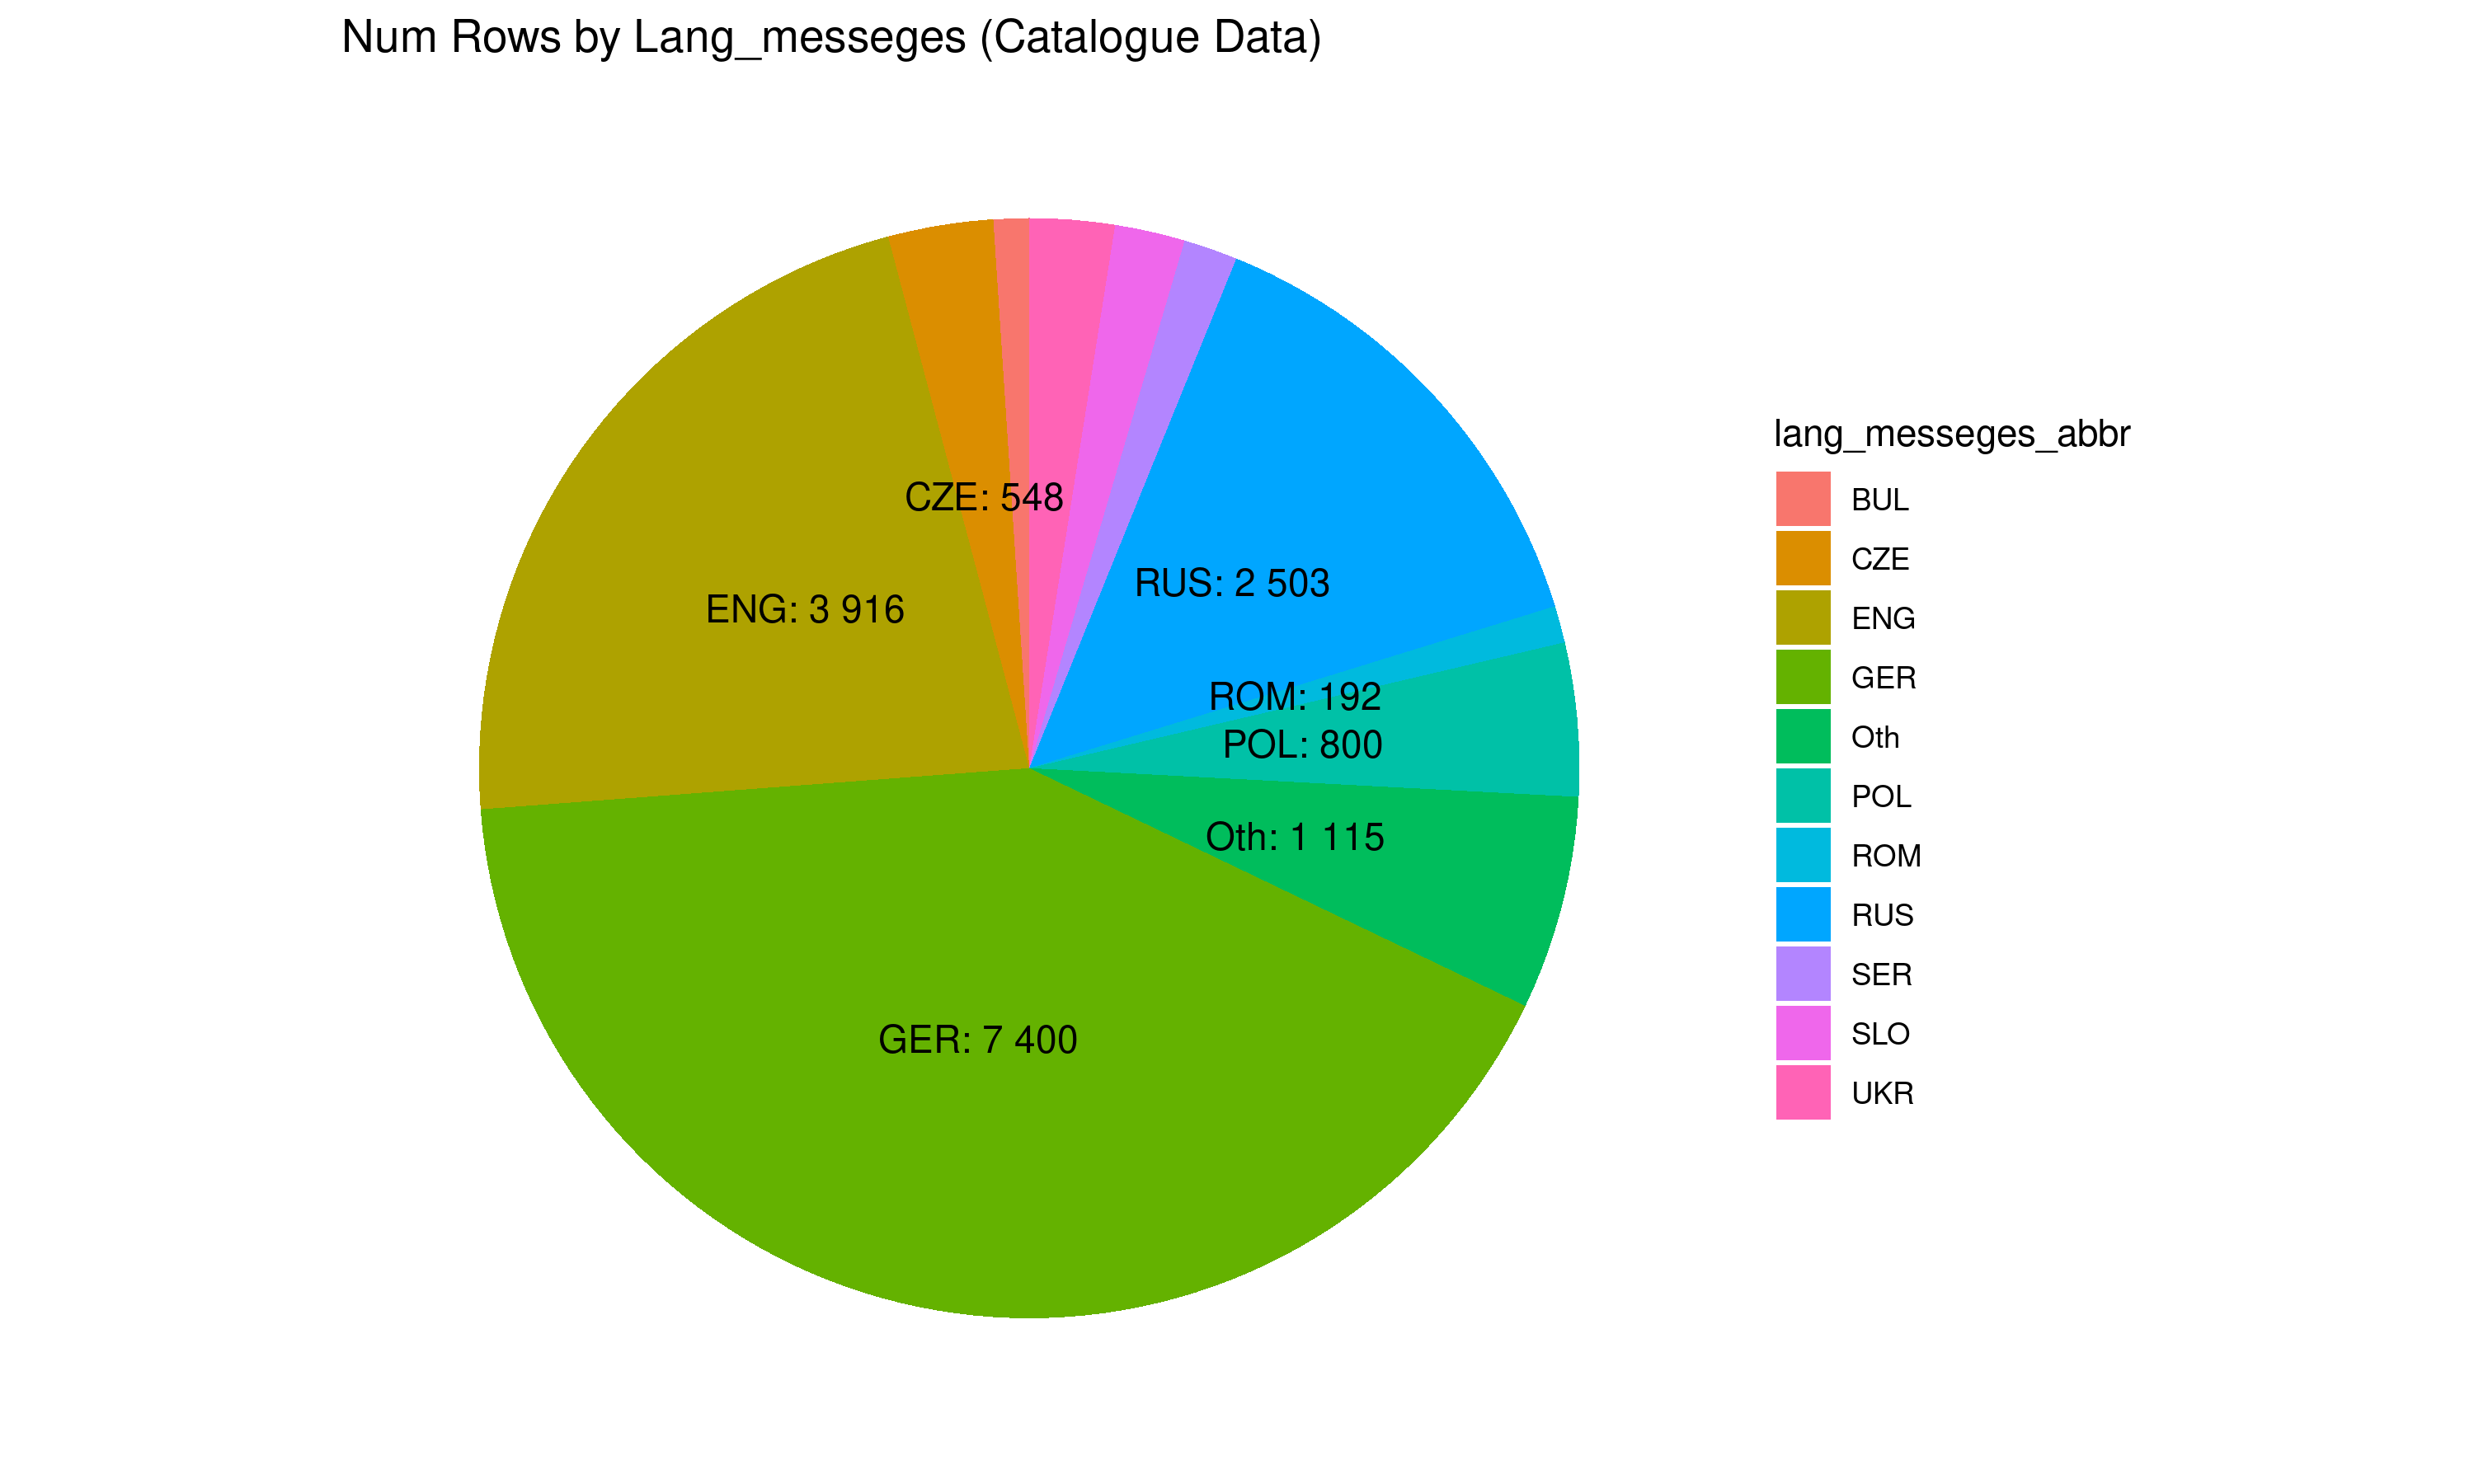 Num Rows by Lang_messeges (Catalogue Data)
CZE: 548
RUS: 2 503
ENG: 3 916
ROM: 192
POL: 800
Oth: 1 115
GER: 7 400
lang_messeges_abbr
BUL
CZE
ENG
GER
Oth
POL
ROM
RUS
SER
SLO
UKR